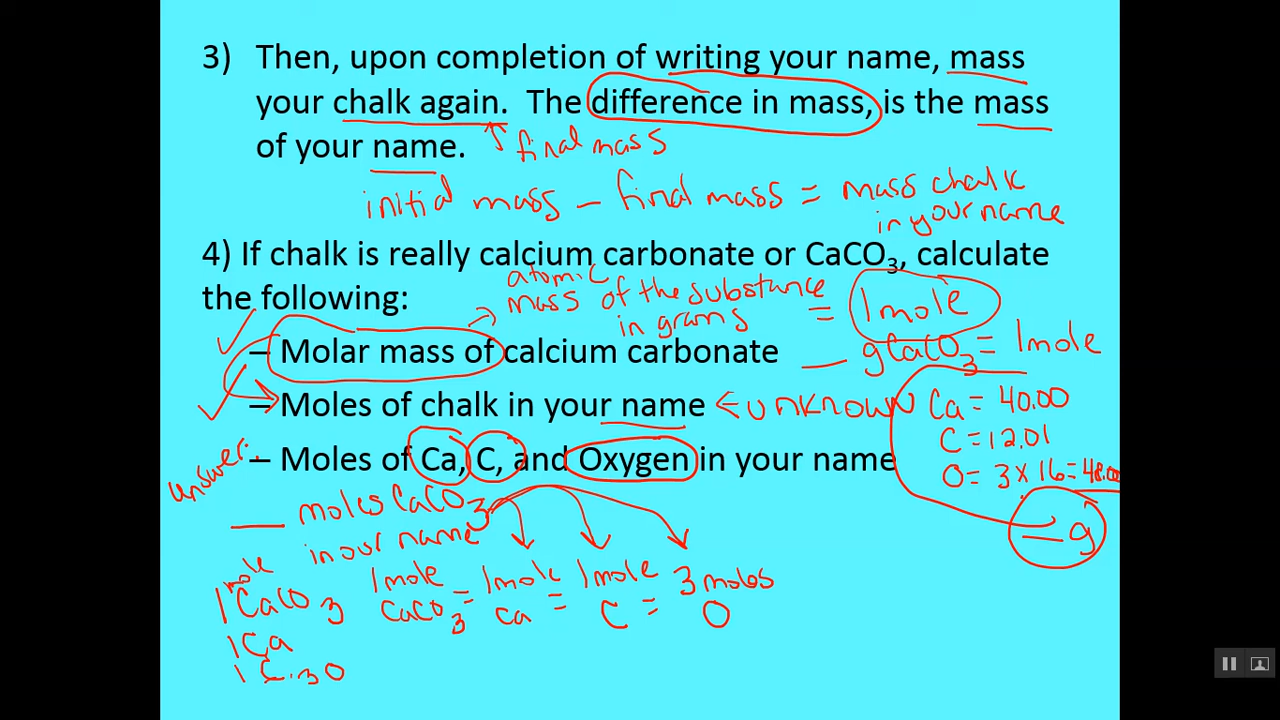 3) Then, upon completion of writing your name, mass
your chalk again. The difference in mass, is the mass
of your name.
final mass
initial mass – final mass = mass chalk
in your name
4) If chalk is really calcium carbonate or CaCO3, calculate
the following:
atomic
mass of the substance
in grams
= 1 mole
– Molar mass of calcium carbonate
__ g CaCO3 = 1 mole
– Moles of chalk in your name
← unknown
Ca = 40.00
C = 12.01
O = 3 x 16 = 48.00
__ g
– Moles of Ca, C, and Oxygen in your name
answer:
__ moles CaCO3
in our name
1 mole CaCO3
1 Ca
1 C 30
1 mole = 1 mole = 1 mole = 3 moles
CaCO3 Ca C O